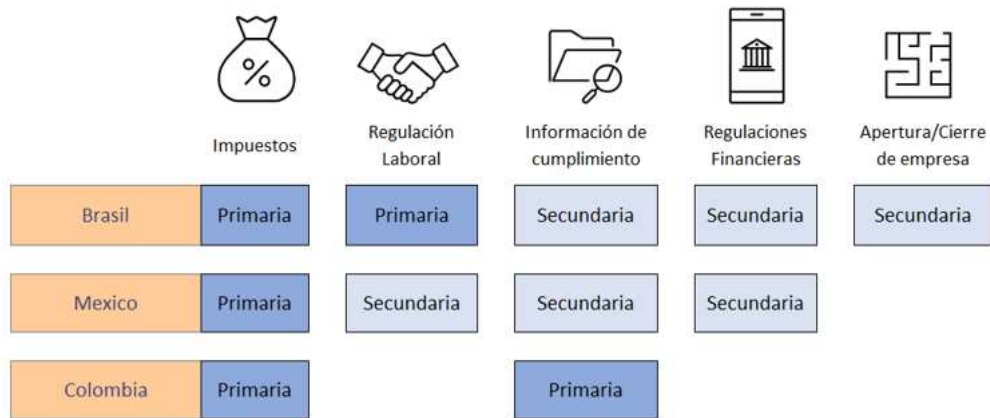 %
Impuestos
Regulación
Laboral
Información de
cumplimiento
Regulaciones
Financieras
Apertura/Cierre
de empresa
Brasil
Primaria
Primaria
Secundaria
Secundaria
Secundaria
Mexico
Primaria
Secundaria
Secundaria
Secundaria
Colombia
Primaria
Primaria